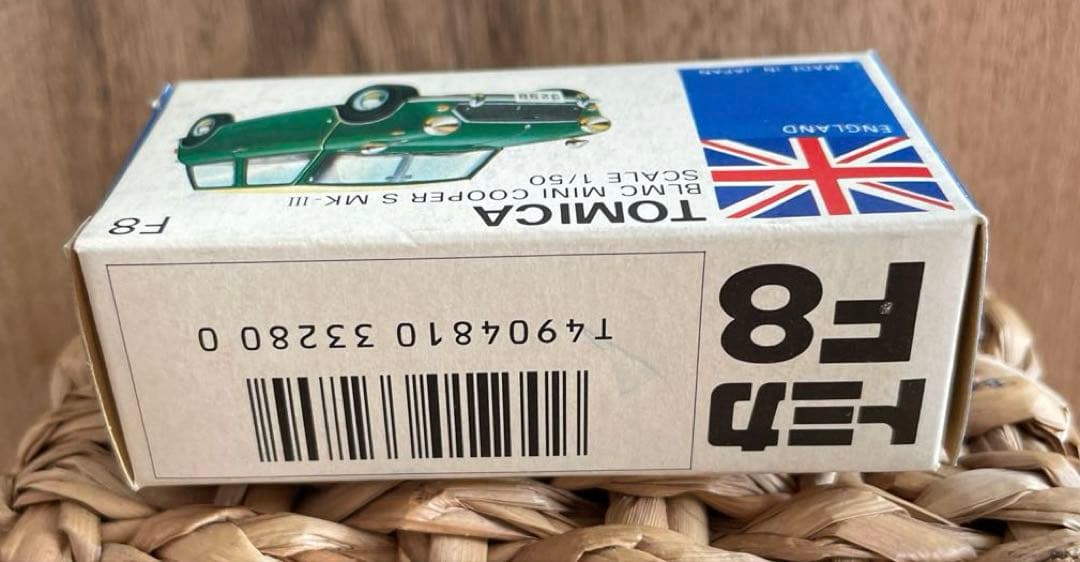 トミカ
F8
T4904810 33280 0
TOMICA
BLMC MINI COOPER S MK-III
SCALE 1/50
F8
ENGLAND
MADE IN JAPAN